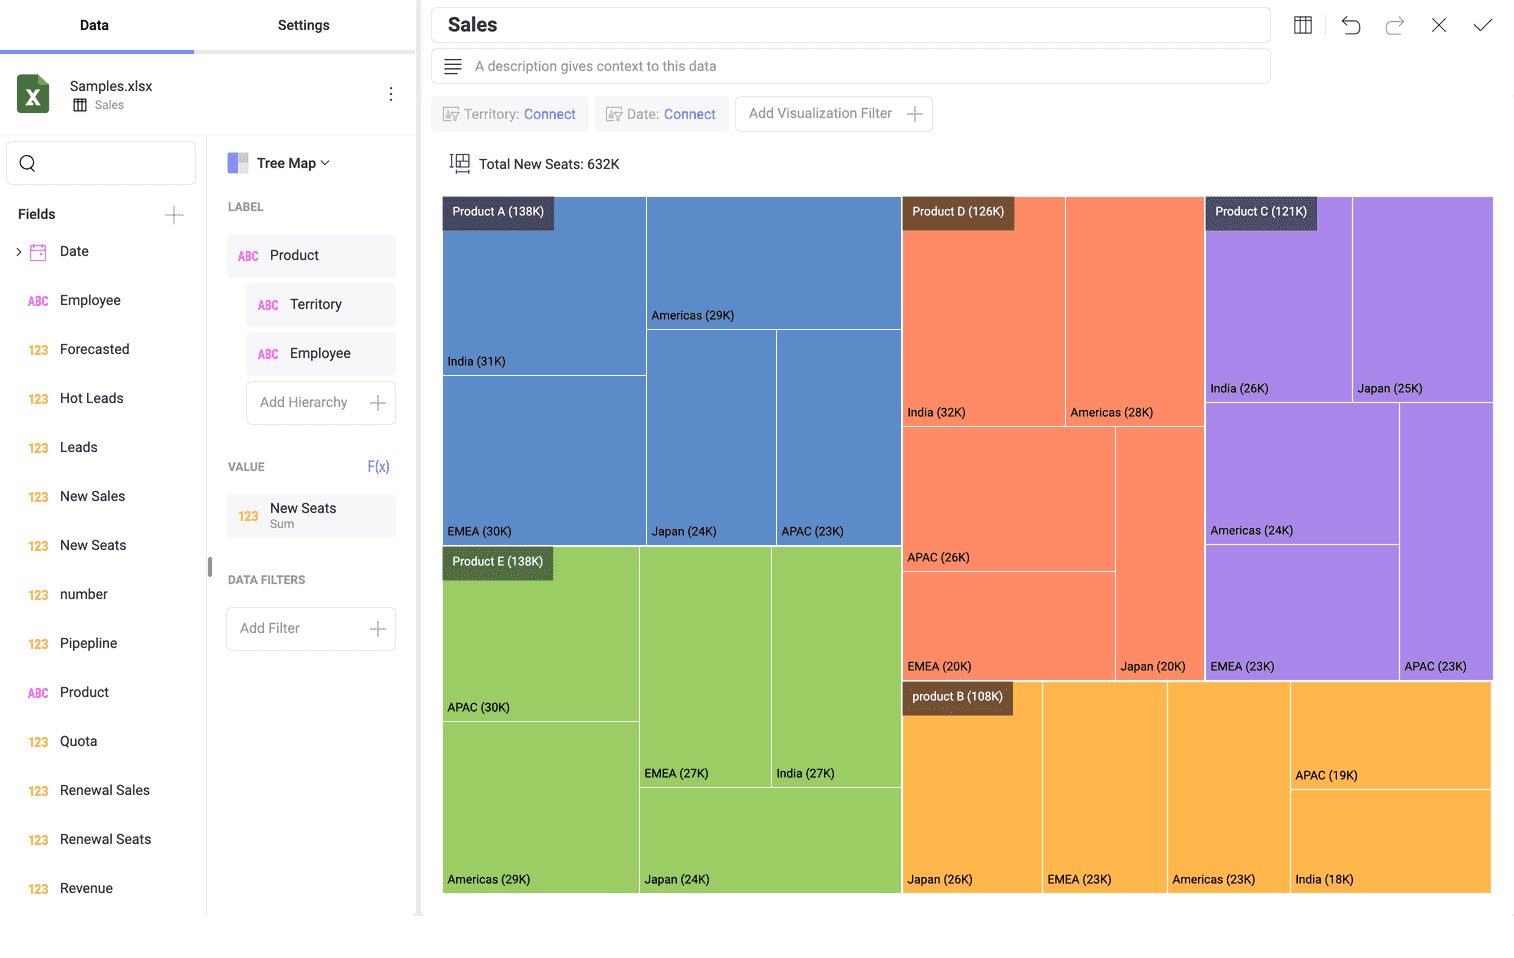 Data
Settings
Samples.xlsx
Sales
Fields
Date
ABC Employee
123 Forecasted
123 Hot Leads
123 Leads
123 New Sales
123 New Seats
123 number
123 Pipepline
ABC Product
123 Quota
123 Renewal Sales
123 Renewal Seats
123 Revenue
Tree Map
LABEL
ABC Product
ABC Territory
ABC Employee
Add Hierarchy
VALUE F(x)
123 New Seats
Sum
DATA FILTERS
Add Filter
Sales
A description gives context to this data
Territory: Connect
Date: Connect
Add Visualization Filter
Total New Seats: 632K
Product A (138K)
India (31K)
Americas (29K)
EMEA (30K)
Japan (24K)
APAC (23K)
Product D (126K)
India (32K)
Americas (28K)
APAC (26K)
EMEA (20K)
Japan (20K)
Product C (121K)
India (26K)
Japan (25K)
Americas (24K)
EMEA (23K)
APAC (23K)
Product E (138K)
APAC (30K)
EMEA (27K)
India (27K)
Americas (29K)
Japan (24K)
product B (108K)
Japan (26K)
EMEA (23K)
Americas (23K)
APAC (19K)
India (18K)